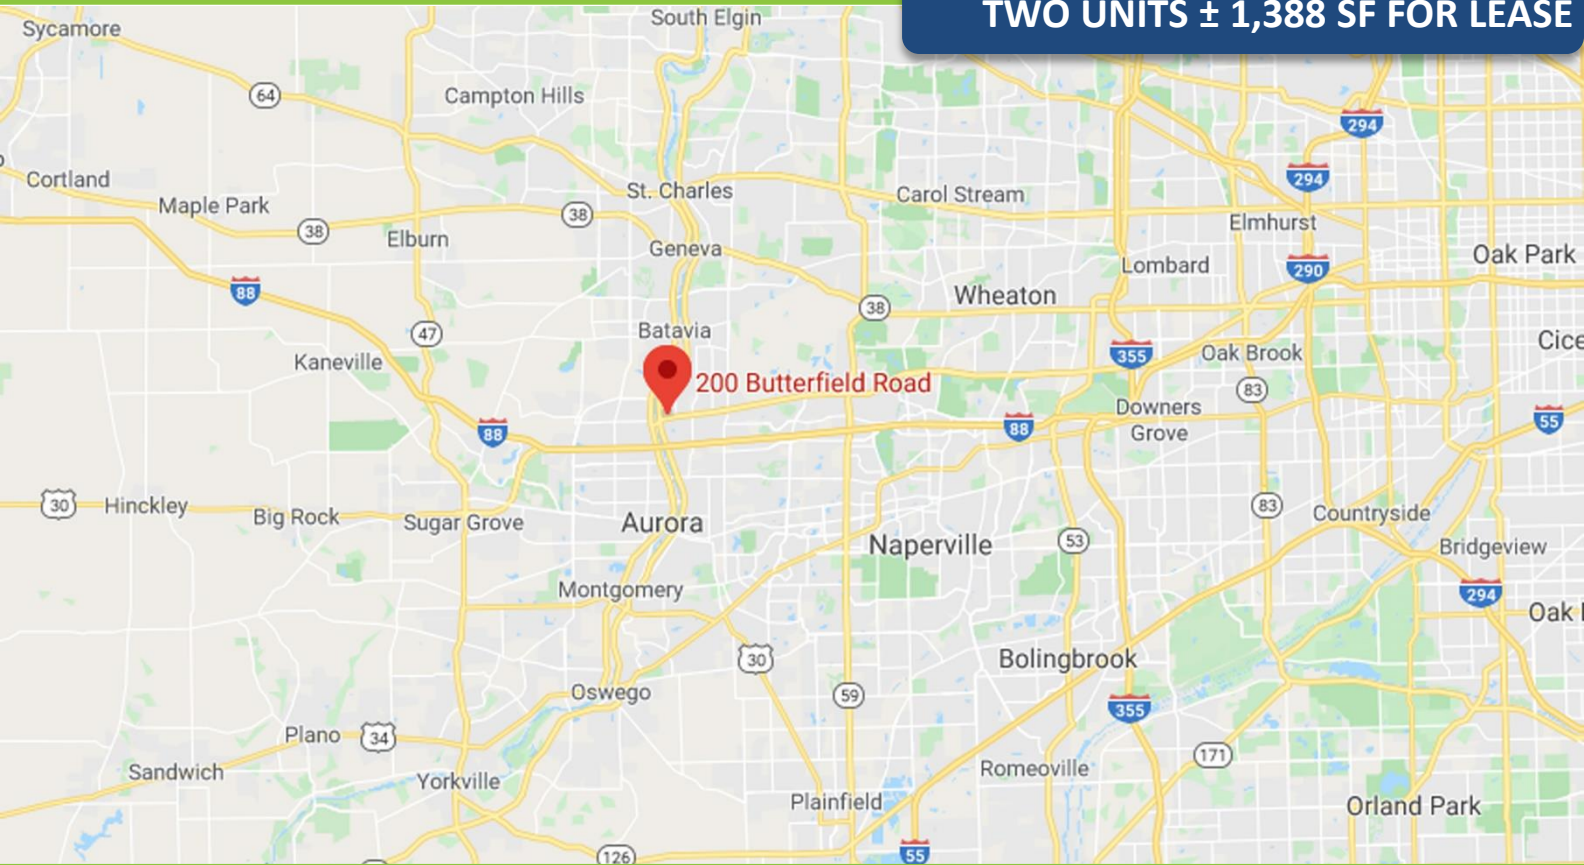 TWO UNITS ± 1,388 SF FOR LEASE
South Elgin
Sycamore
64
Campton Hills
294
Cortland
St. Charles
Carol Stream
294
Maple Park
38
38
Elburn
Geneva
Elmhurst
Lombard
290
Oak Park
88
Wheaton
38
Batavia
47
Kaneville
355
Oak Brook
Cice
200 Butterfield Road
83
Downers
Grove
88
88
55
30
Hinckley
Big Rock
Sugar Grove
Aurora
83
Countryside
Naperville
53
Bridgeview
Montgomery
294
Oak
30
Bolingbrook
Oswego
59
355
Plano
34
171
Sandwich
Yorkville
Romeoville
Plainfield
Orland Park
126
55